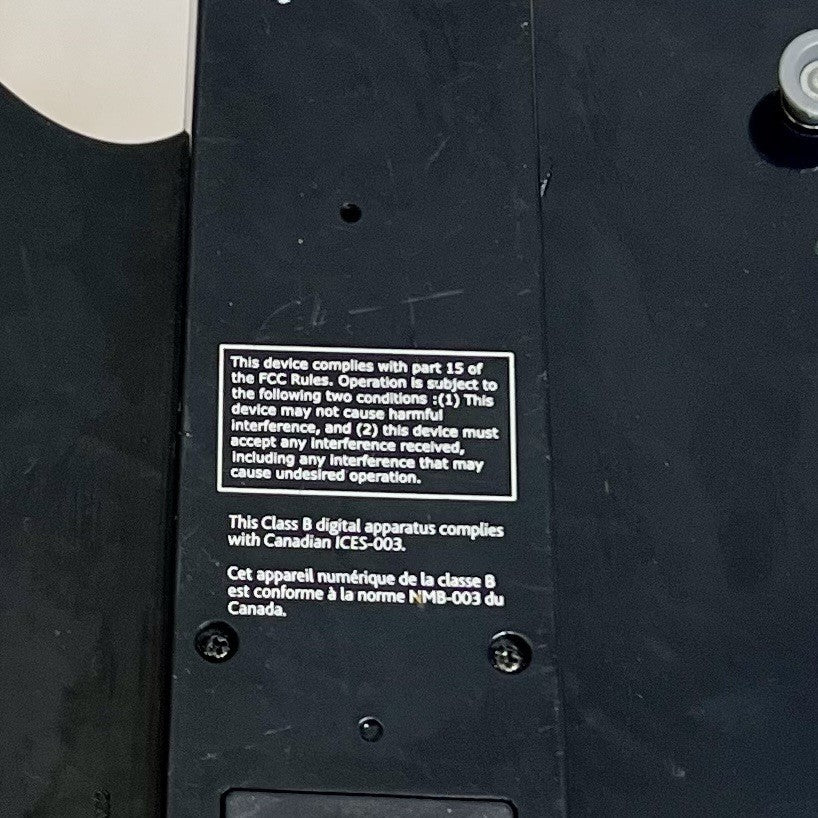 This device complies with part 15 of
the FCC Rules. Operation is subject to
the following two conditions :(1) This
device may not cause harmful
interference, and (2) this device must
accept any interference received,
including any interference that may
cause undesired operation.
This Class B digital apparatus complies
with Canadian ICES-003.
Cet appareil numérique de la classe B
est conforme à la norme NMB-003 du
Canada.